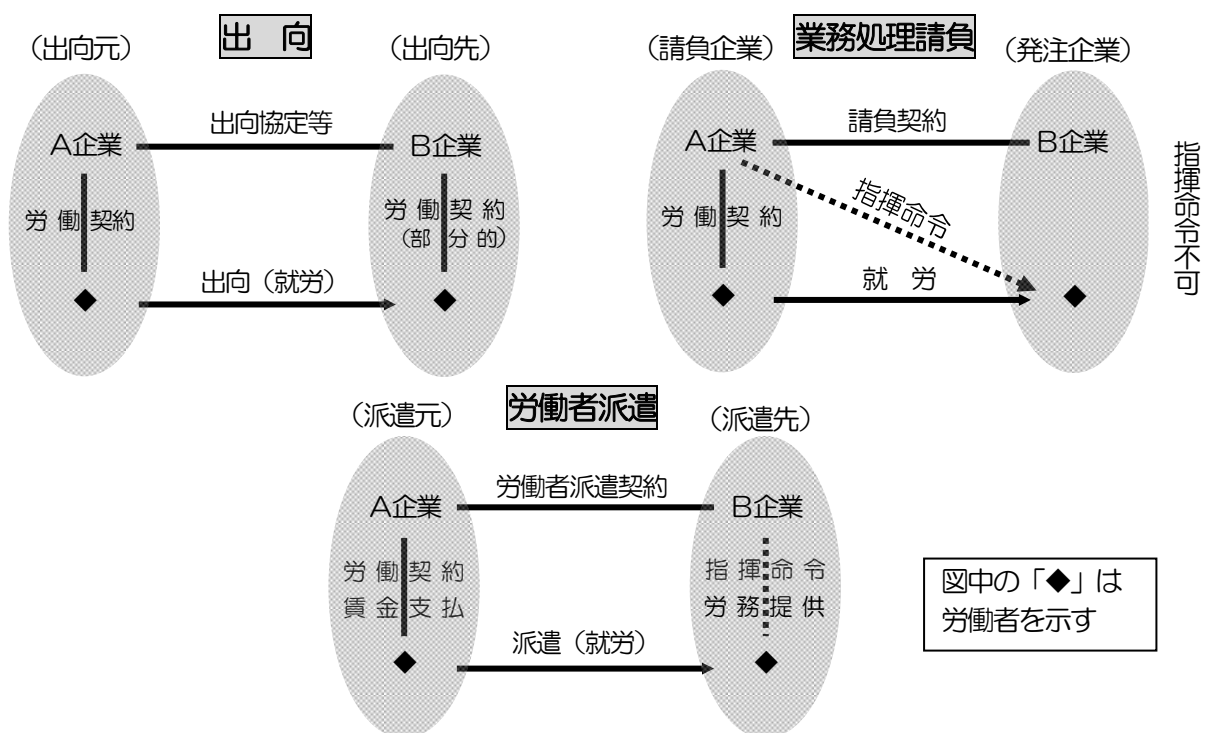 出　向
(出向元)
(出向先)
出向協定等
A企業
B企業
労働契約
労働契約
(部分的)
出向（就労）
◆
◆
業務処理請負
(請負企業)
(発注企業)
請負契約
A企業
B企業
指揮命令
労働契約
就　労
◆
◆
指揮命令不可
労働者派遣
(派遣元)
(派遣先)
労働者派遣契約
A企業
B企業
労働契約
賃金支払
指揮命令
労務提供
派遣（就労）
◆
◆
図中の「◆」は
労働者を示す